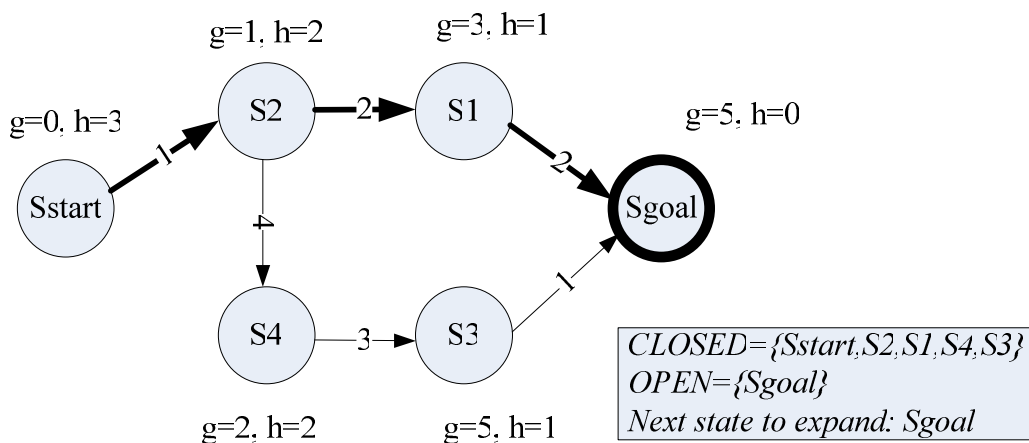 g=1, h=2
g=3, h=1
g=0, h=3
S2
2
S1
g=5, h=0
1
2
Sstart
Sgoal
4
1
S4
3
S3
CLOSED={Sstart,S2,S1,S4,S3}
OPEN={Sgoal}
Next state to expand: Sgoal
g=2, h=2
g=5, h=1